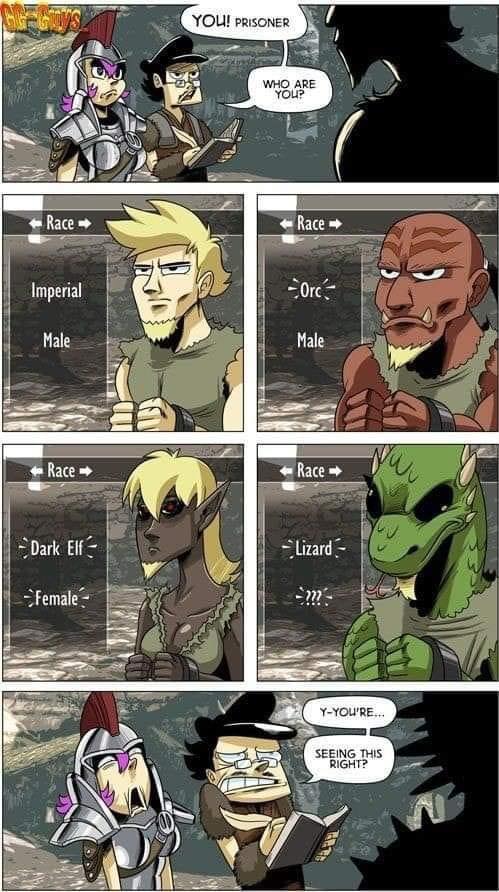 GG-Guys
YOU! PRISONER
WHO ARE
YOU?
← Race →
Imperial
Male
← Race →
Orc
Male
← Race →
Dark Elf
Female
← Race →
Lizard
???
Y-YOU'RE...
SEEING THIS
RIGHT?